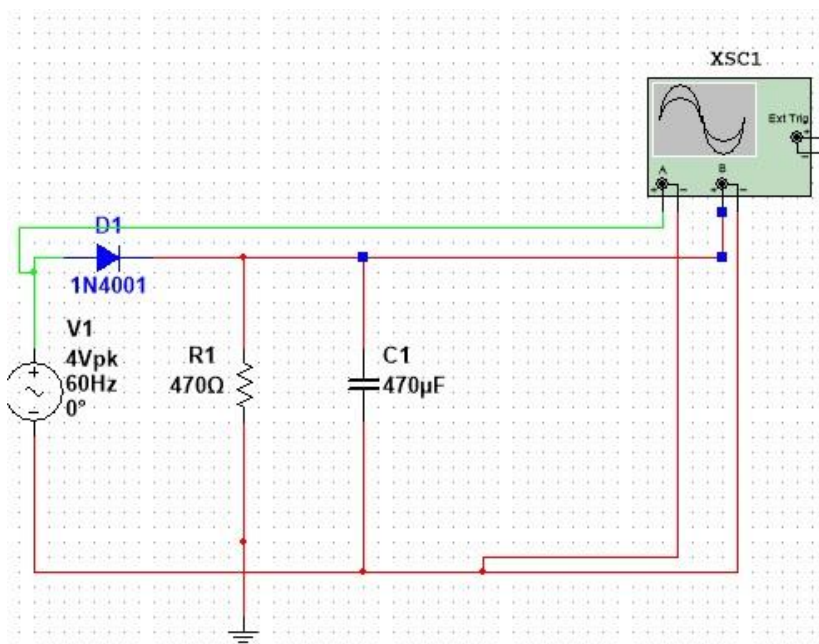 XSC1
Ext Trig
+
−
A
B
+ −
+ −
D1
1N4001
V1
4Vpk
60Hz
0°
+
−
R1
470Ω
C1
470µF